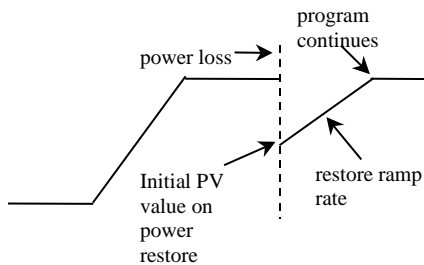 program
continues
power loss
Initial PV
value on
power
restore
restore ramp
rate